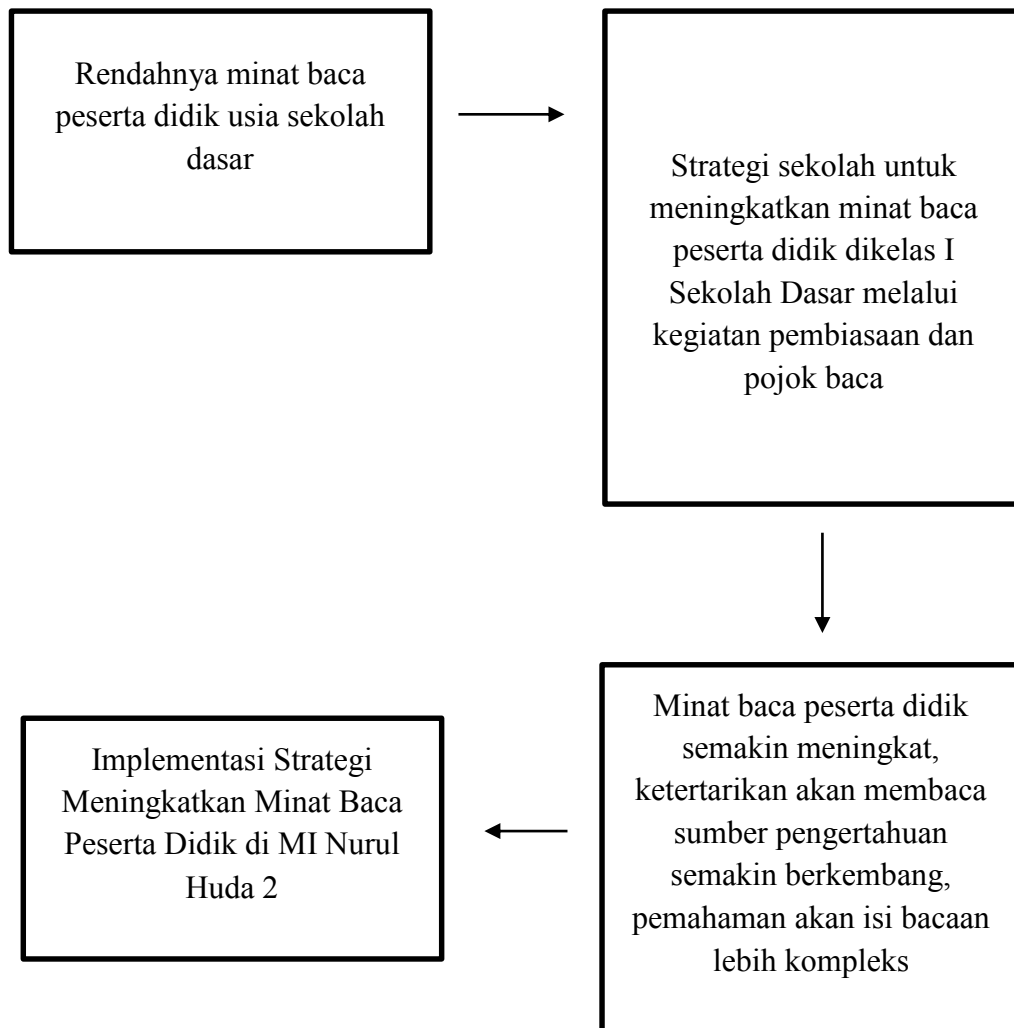 Rendahnya minat baca
peserta didik usia sekolah
dasar
Strategi sekolah untuk
meningkatkan minat baca
peserta didik dikelas I
Sekolah Dasar melalui
kegiatan pembiasaan dan
pojok baca
Minat baca peserta didik
semakin meningkat,
ketertarikan akan membaca
sumber pengertahuan
semakin berkembang,
pemahaman akan isi bacaan
lebih kompleks
Implementasi Strategi
Meningkatkan Minat Baca
Peserta Didik di MI Nurul
Huda 2